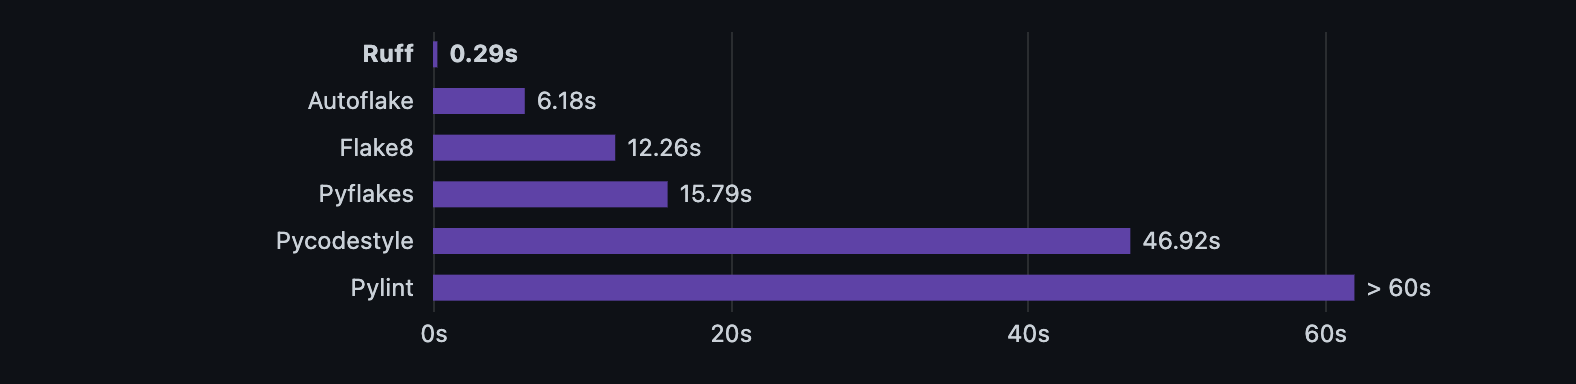 Ruff 0.29s
Autoflake 6.18s
Flake8 12.26s
Pyflakes 15.79s
Pycodestyle 46.92s
Pylint > 60s
0s 20s 40s 60s